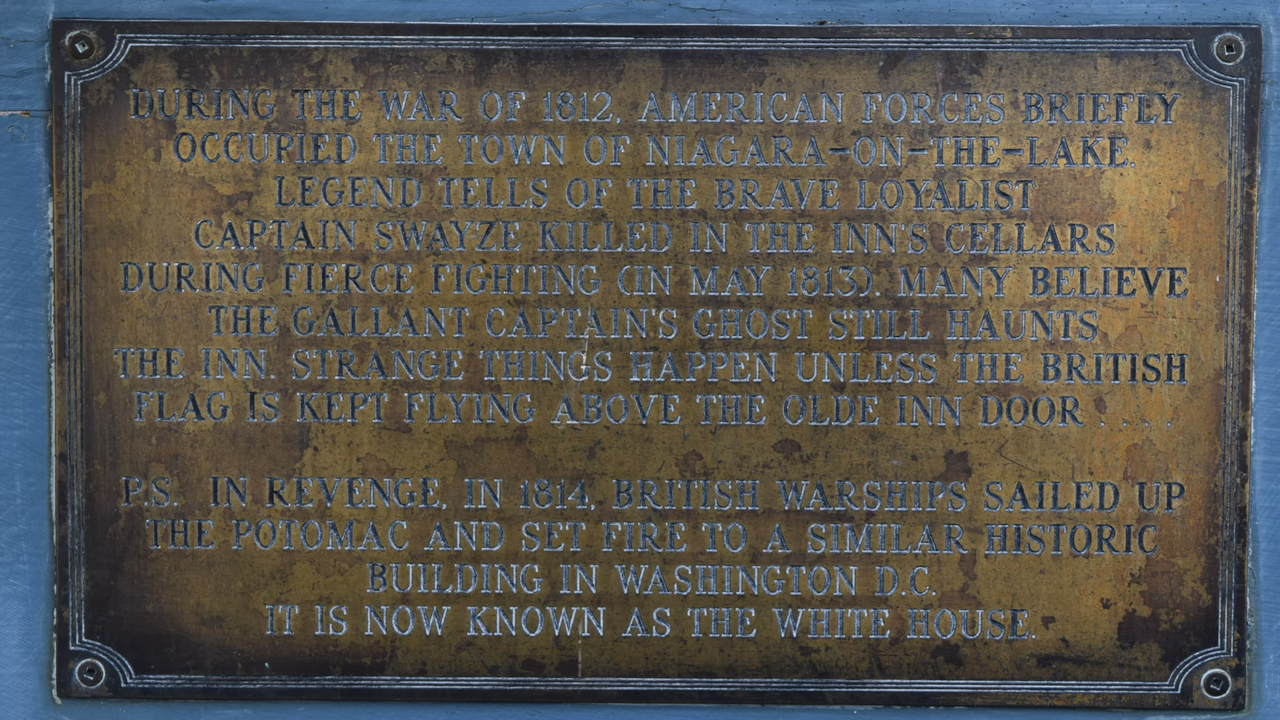 DURING THE WAR OF 1812, AMERICAN FORCES BRIEFLY
OCCUPIED THE TOWN OF NIAGARA-ON-THE-LAKE.
LEGEND TELLS OF THE BRAVE LOYALIST
CAPTAIN SWAYZE KILLED IN THE INN'S CELLARS
DURING FIERCE FIGHTING (IN MAY 1813). MANY BELIEVE
THE GALLANT CAPTAIN'S GHOST STILL HAUNTS
THE INN. STRANGE THINGS HAPPEN UNLESS THE BRITISH
FLAG IS KEPT FLYING ABOVE THE OLDE INN DOOR ....
P.S. IN REVENGE, IN 1814, BRITISH WARSHIPS SAILED UP
THE POTOMAC AND SET FIRE TO A SIMILAR HISTORIC
BUILDING IN WASHINGTON D.C.
IT IS NOW KNOWN AS THE WHITE HOUSE.